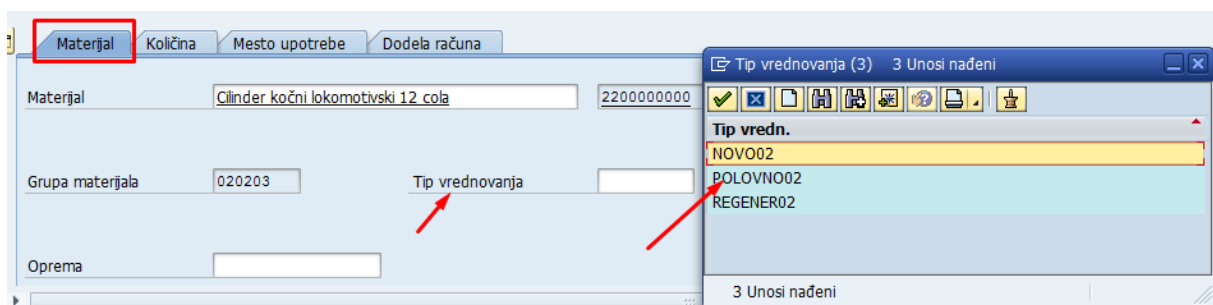 Materijal Količina Mesto upotrebe Dodela računa
Materijal Cilinder kočni lokomotivski 12 cola 2200000000
Grupa materijala 020203 Tip vrednovanja
Oprema
Tip vrednovanja (3) 3 Unosi nađeni
Tip vredn.
NOVO02
POLOVNO02
REGENER02
3 Unosi nađeni